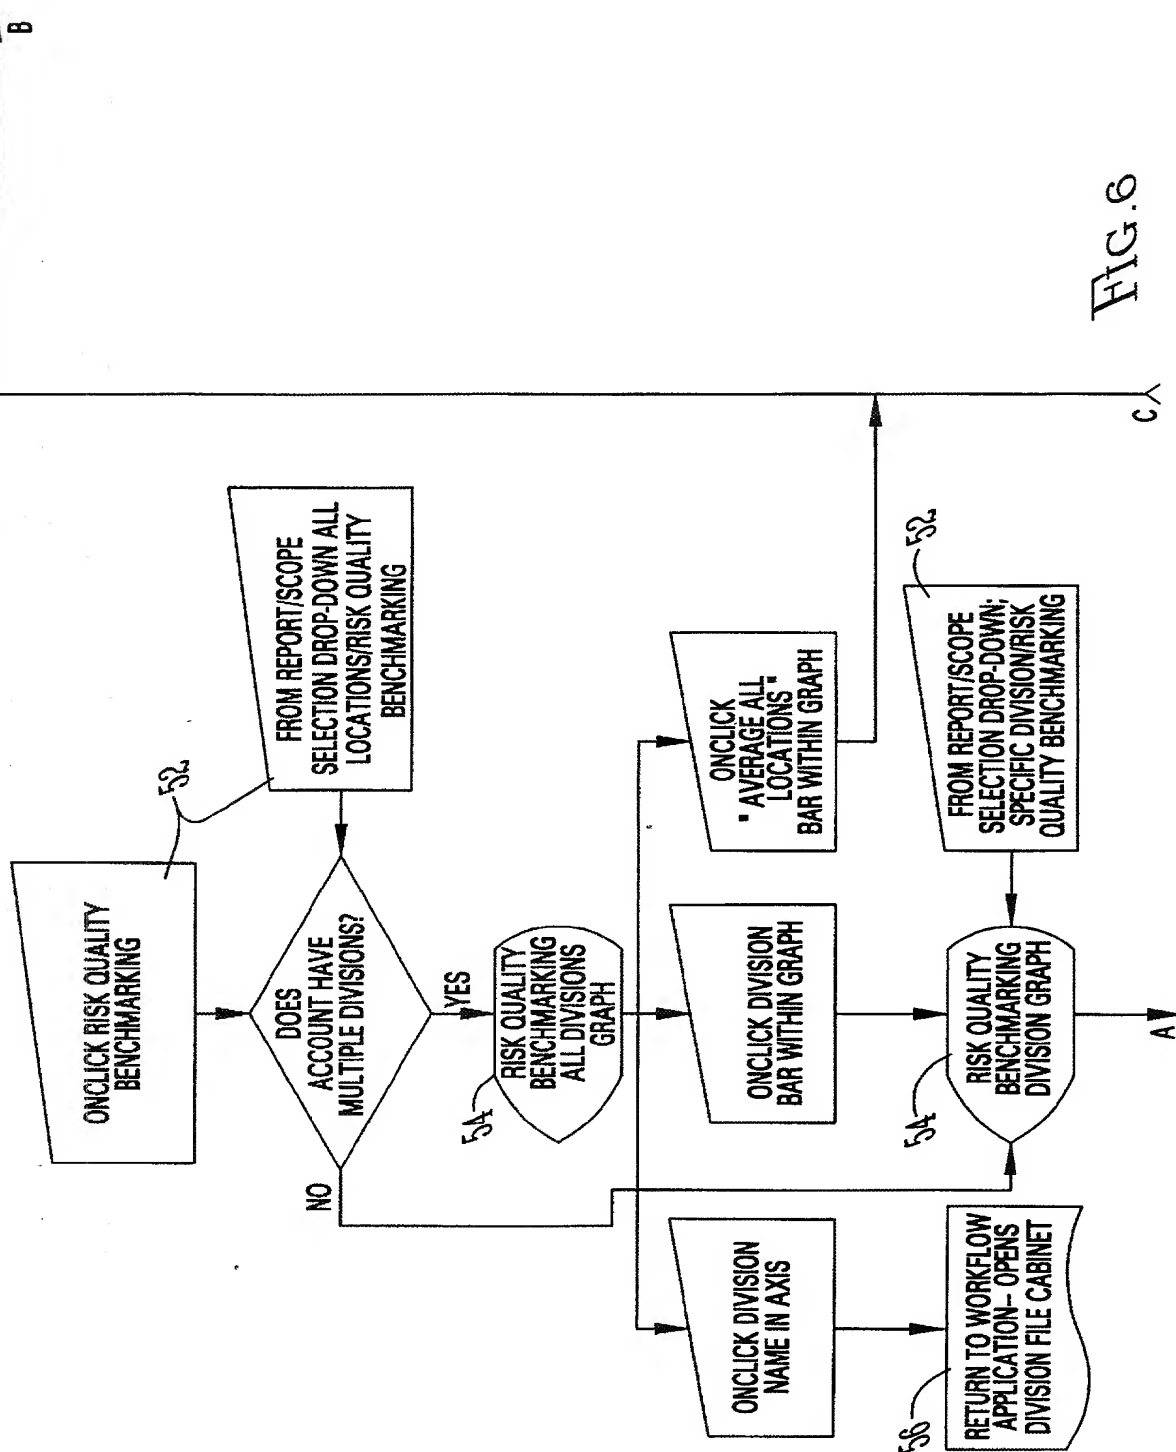 B
ONCLICK RISK QUALITY
BENCHMARKING
52
FROM REPORT/SCOPE
SELECTION DROP-DOWN ALL
LOCATIONS/RISK QUALITY
BENCHMARKING
DOES
ACCOUNT HAVE
MULTIPLE DIVISIONS?
NO
YES
54
RISK QUALITY
BENCHMARKING
ALL DIVISIONS
GRAPH
ONCLICK DIVISION
NAME IN AXIS
ONCLICK DIVISION
BAR WITHIN GRAPH
ONCLICK
" AVERAGE ALL
LOCATIONS "
BAR WITHIN GRAPH
56
RETURN TO WORKFLOW
APPLICATION-- OPENS
DIVISION FILE CABINET
54
RISK QUALITY
BENCHMARKING
DIVISION GRAPH
52
FROM REPORT/SCOPE
SELECTION DROP-DOWN;
SPECIFIC DIVISION/RISK
QUALITY BENCHMARKING
A
C
FIG.6